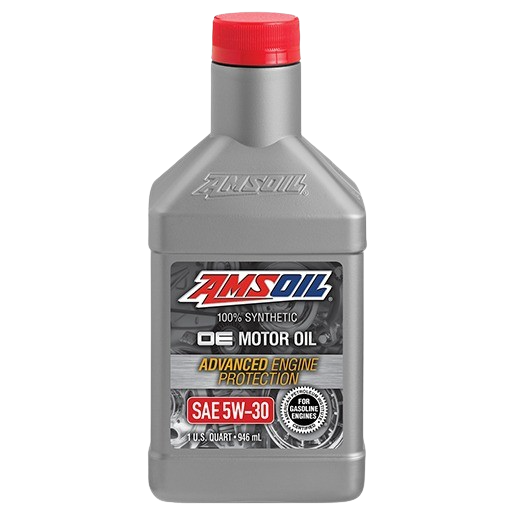 AMSOIL®
AMSOIL
100% SYNTHETIC
OE MOTOR OIL
ADVANCED ENGINE
PROTECTION
SAE 5W-30
FOR
GASOLINE
ENGINES
1 U.S. QUART • 946 mL